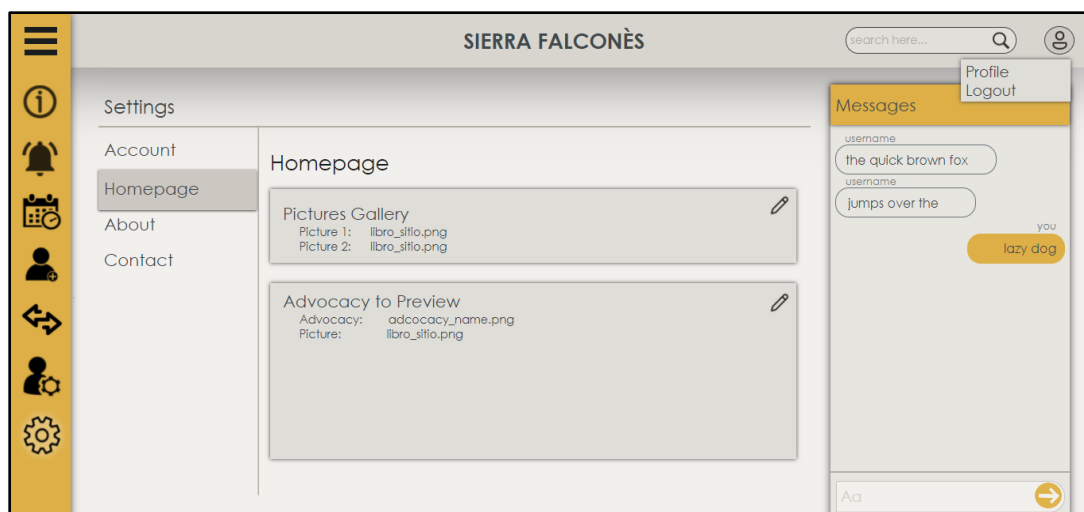 SIERRA FALCONÈS
search here...
Profile
Logout
Settings
Account
Homepage
About
Contact
Homepage
Pictures Gallery
Picture 1: libro_sitio.png
Picture 2: libro_sitio.png
Advocacy to Preview
Advocacy: adcocacy_name.png
Picture: libro_sitio.png
Messages
username
the quick brown fox
username
jumps over the
you
lazy dog
Aa